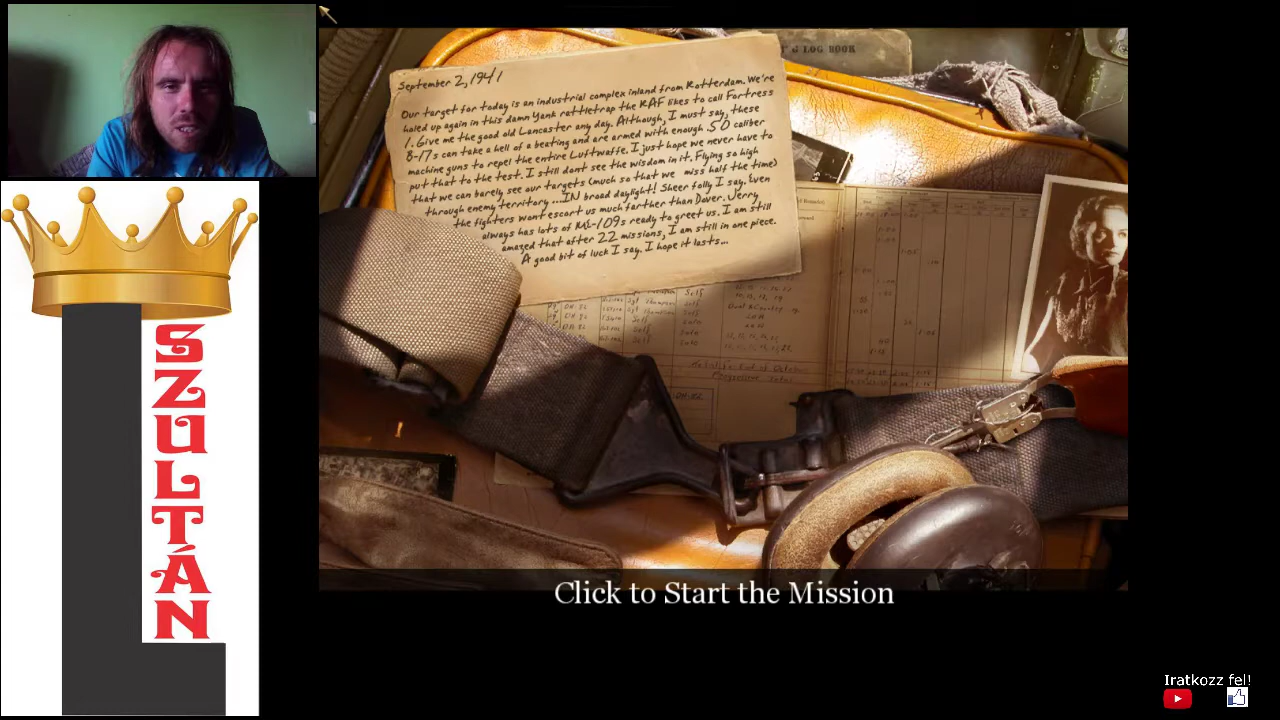 September 2, 1941
Our target for today is an industrial complex inland from Rotterdam. We're
holed up again in this damn Yank rattletrap the RAF likes to call Fortress
1. Give me the good old Lancaster any day. Although, I must say, these
B-17s can take a hell of a beating and are armed with enough .50 caliber
machine guns to repel the entire Luftwaffe. I just hope we never have to
put that to the test. I still dont see the wisdom in it. Flying so high
that we can barely see our targets (much so that we miss half the time)
through enemy territory...IN broad daylight! Sheer folly I say. Even
the fighters wont escort us much farther than Dover. Jerry
always has lots of ME-109s ready to greet us. I am still
amazed that after 22 missions, I am still in one piece.
A good bit of luck I say. I hope it lasts...
LOG BOOK
SZULTÁN
Click to Start the Mission
Iratkozz fel!